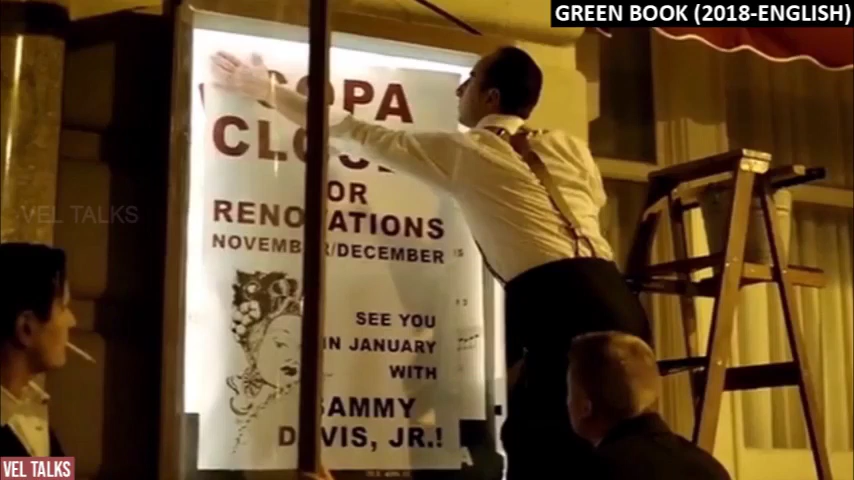 GREEN BOOK (2018-ENGLISH)
COPA
CLOSED
FOR
RENOVATIONS
NOVEMBER/DECEMBER
SEE YOU
IN JANUARY
WITH
SAMMY
DAVIS, JR.!
VEL TALKS
VEL TALKS